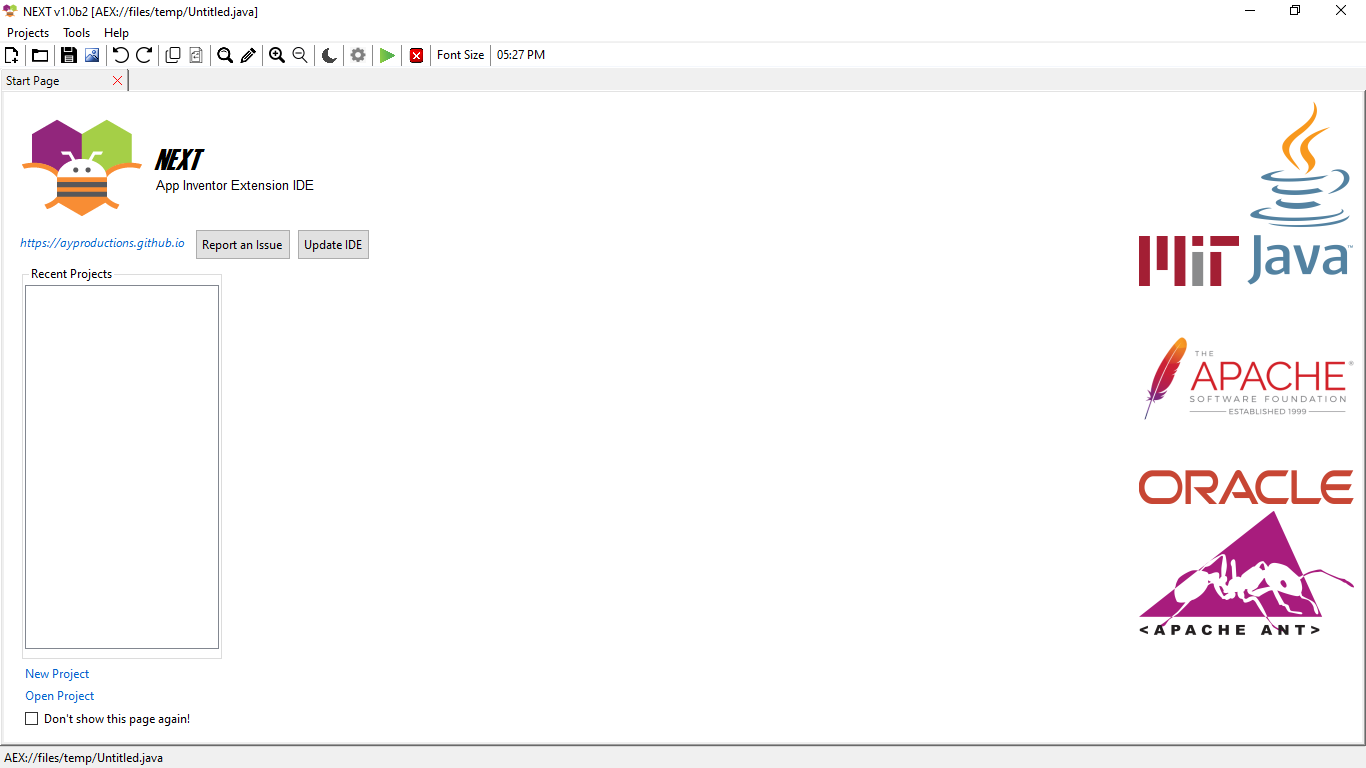 NEXT v1.0b2 [AEX://files/temp/Untitled.java]
Projects Tools Help
Font Size 05:27 PM
Start Page
NEXT
App Inventor Extension IDE
https://ayproductions.github.io Report an Issue Update IDE
Recent Projects
New Project
Open Project
Don't show this page again!
MIT
Java™
THE
APACHE®
SOFTWARE FOUNDATION
ESTABLISHED 1999
ORACLE
<APACHE ANT>
AEX://files/temp/Untitled.java